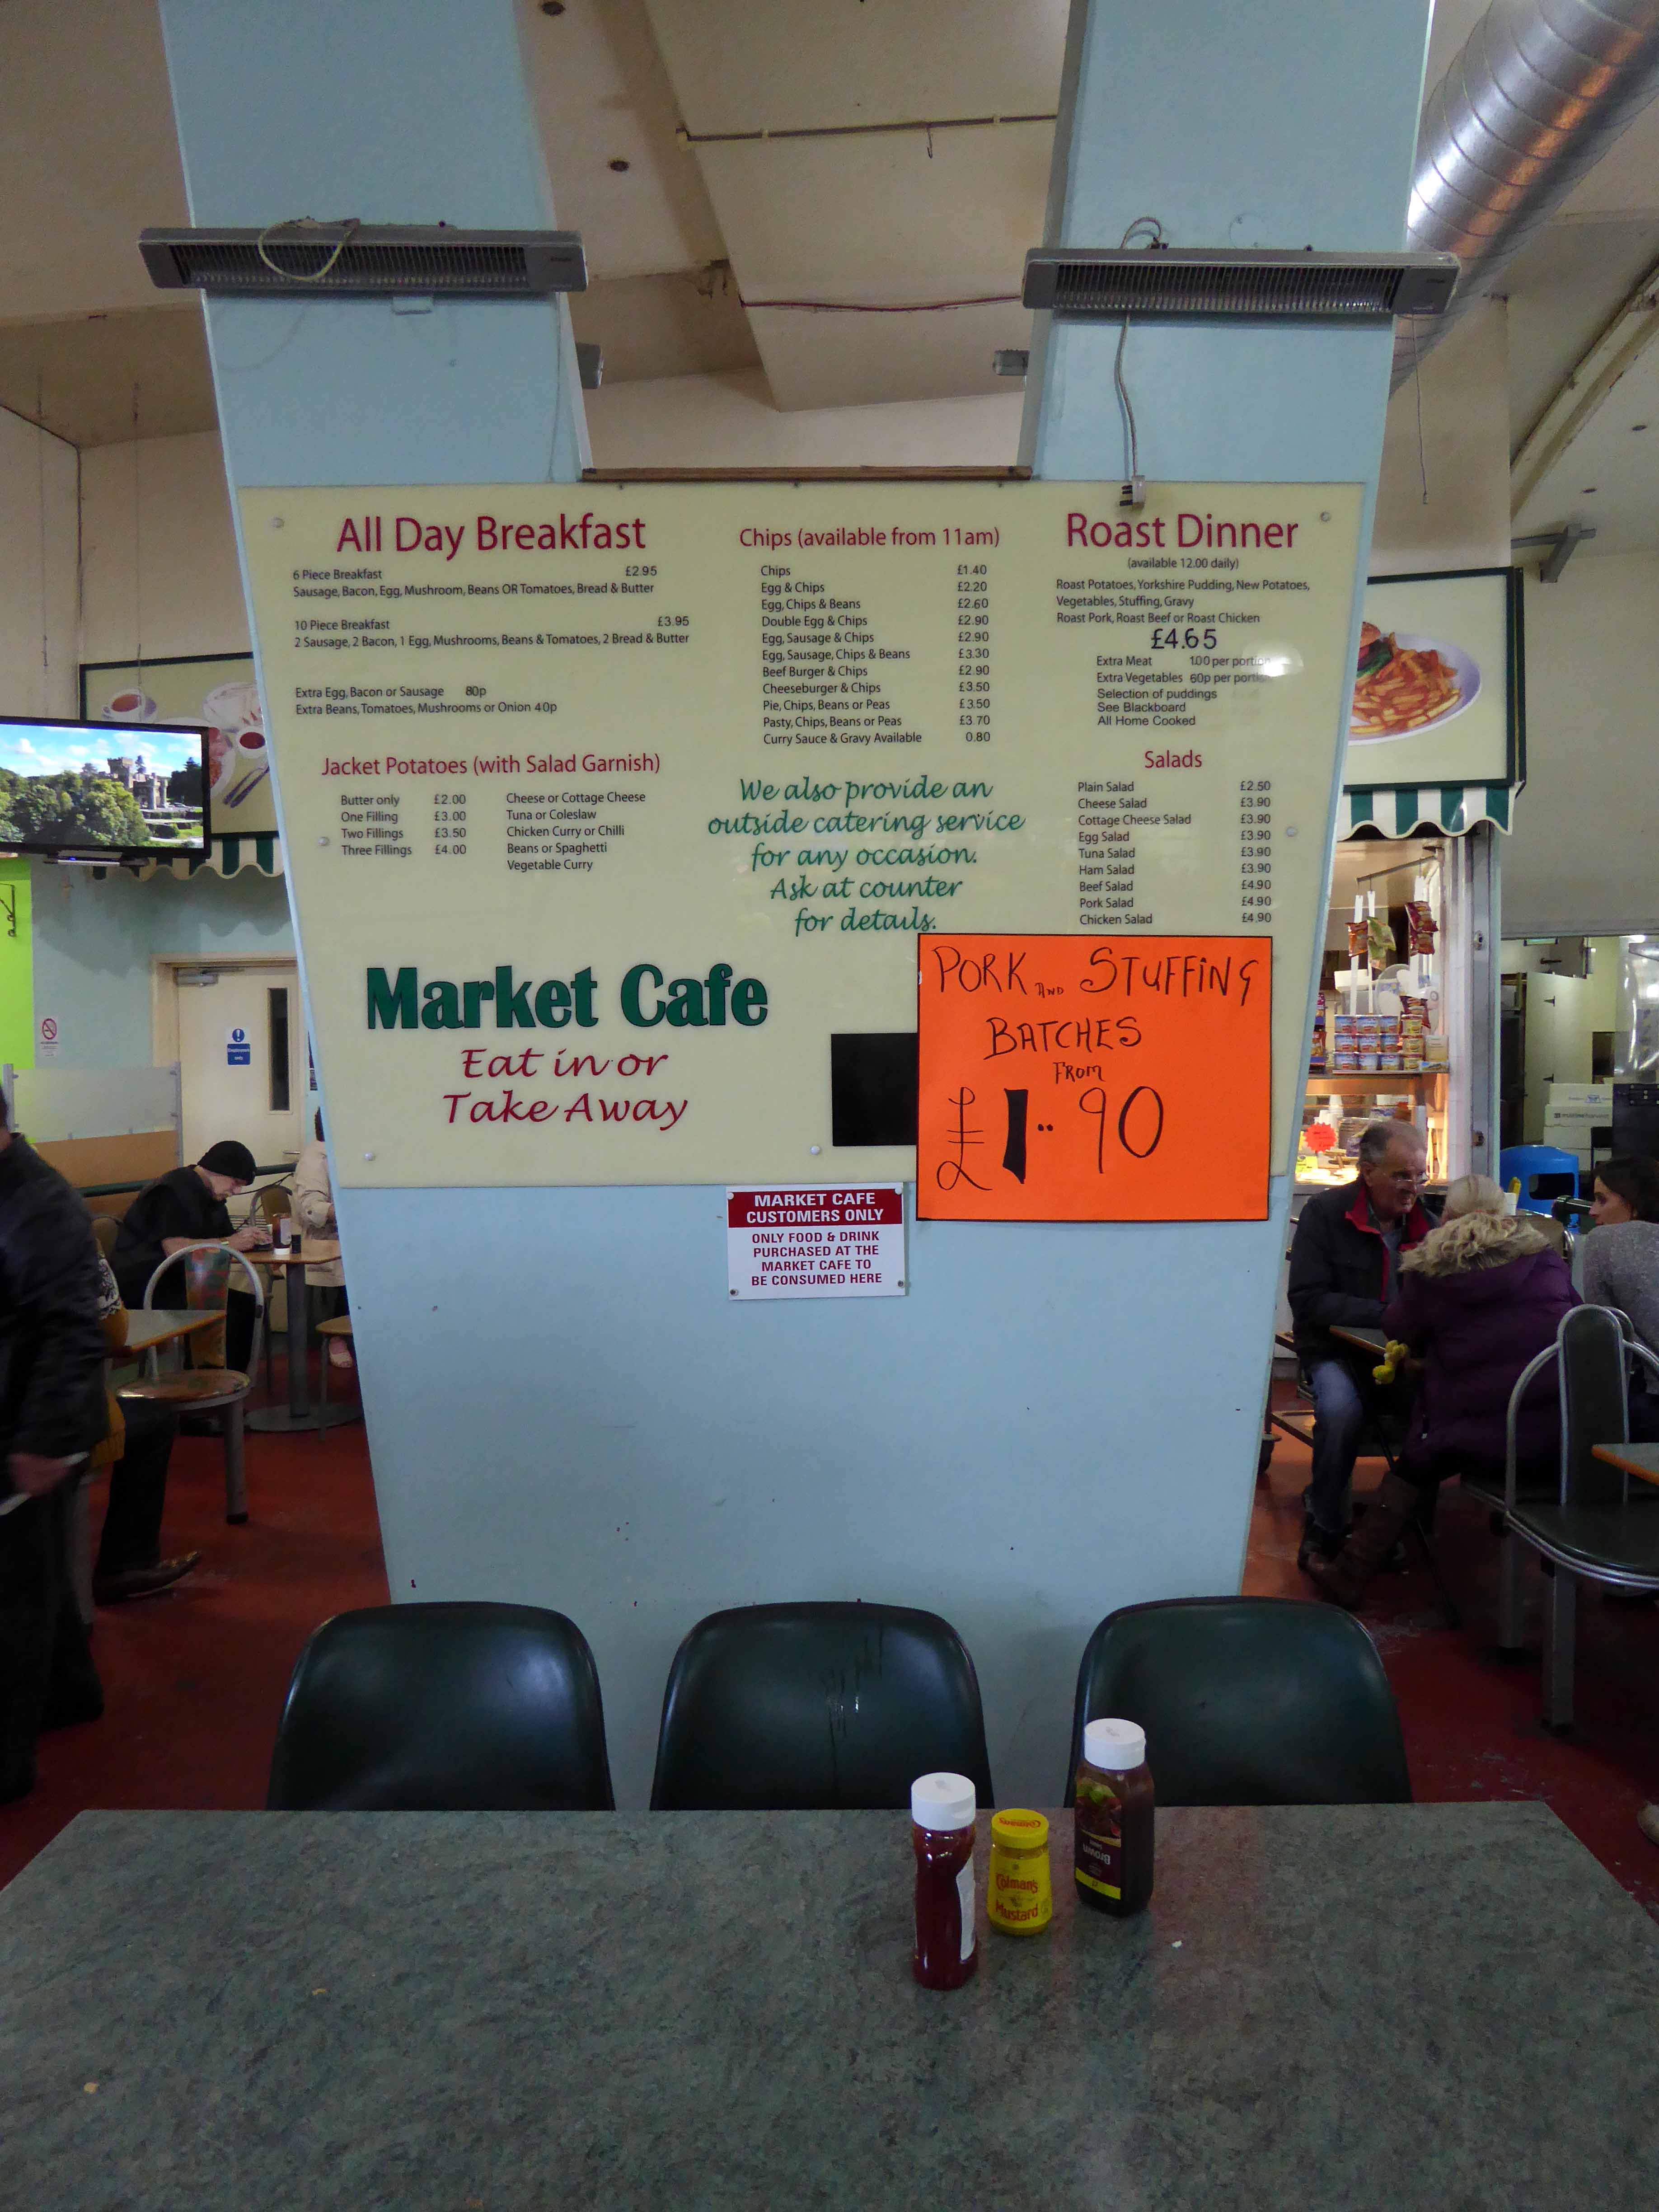 All Day Breakfast
6 Piece Breakfast £2.95
Sausage, Bacon, Egg, Mushroom, Beans OR Tomatoes, Bread & Butter
10 Piece Breakfast £3.95
2 Sausage, 2 Bacon, 1 Egg, Mushrooms, Beans & Tomatoes, 2 Bread & Butter
Extra Egg, Bacon or Sausage 80p
Extra Beans, Tomatoes, Mushrooms or Onion 40p
Jacket Potatoes (with Salad Garnish)
Butter only £2.00
One Filling £3.00
Two Fillings £3.50
Three Fillings £4.00
Cheese or Cottage Cheese
Tuna or Coleslaw
Chicken Curry or Chilli
Beans or Spaghetti
Vegetable Curry
Chips (available from 11am)
Chips £1.40
Egg & Chips £2.20
Egg, Chips & Beans £2.60
Double Egg & Chips £2.90
Egg, Sausage & Chips £2.90
Egg, Sausage, Chips & Beans £3.30
Beef Burger & Chips £2.90
Cheeseburger & Chips £3.50
Pie, Chips, Beans or Peas £3.50
Pasty, Chips, Beans or Peas £3.70
Curry Sauce & Gravy Available 0.80
We also provide an
outside catering service
for any occasion.
Ask at counter
for details.
Roast Dinner
(available 12.00 daily)
Roast Potatoes, Yorkshire Pudding, New Potatoes,
Vegetables, Stuffing, Gravy
Roast Pork, Roast Beef or Roast Chicken
£4.65
Extra Meat 1.00 per portion
Extra Vegetables 60p per portion
Selection of puddings
See Blackboard
All Home Cooked
Salads
Plain Salad £2.50
Cheese Salad £3.90
Cottage Cheese Salad £3.90
Egg Salad £3.90
Tuna Salad £3.90
Ham Salad £3.90
Beef Salad £4.90
Pork Salad £4.90
Chicken Salad £4.90
Market Cafe
Eat in or
Take Away
PORK AND STUFFING
BATCHES
FROM
£1..90
MARKET CAFE
CUSTOMERS ONLY
ONLY FOOD & DRINK
PURCHASED AT THE
MARKET CAFE TO
BE CONSUMED HERE
Colman's
Colman's
Mustard
Brown